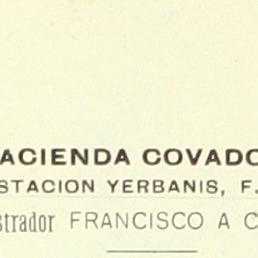 ACIENDA COVADO
STACION YERBANIS, F.
strador FRANCISCO A C